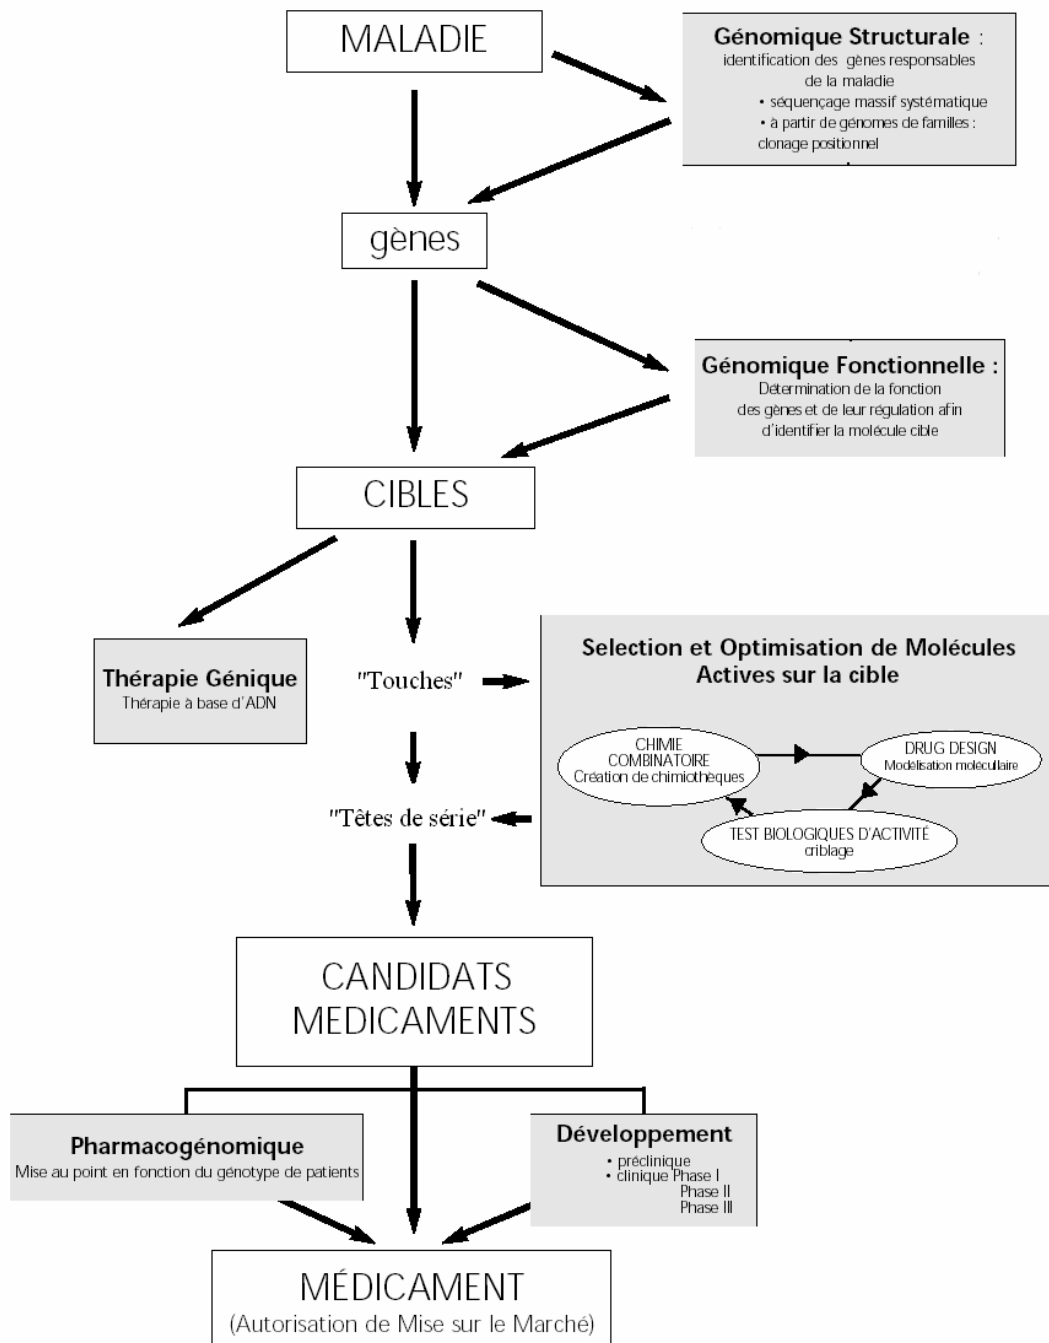 MALADIE
Génomique Structurale :
identification des gènes responsables
de la maladie
• séquençage massif systématique
• à partir de génomes de familles :
clonage positionnel
gènes
Génomique Fonctionnelle :
Détermination de la fonction
des gènes et de leur régulation afin
d'identifier la molécule cible
CIBLES
Thérapie Génique
Thérapie à base d'ADN
"Touches"
Selection et Optimisation de Molécules
Actives sur la cible
CHIMIE
COMBINATOIRE
Création de chimiothèques
DRUG DESIGN
Modélisation molécullaire
TEST BIOLOGIQUES D'ACTIVITÉ
criblage
"Têtes de série"
CANDIDATS
MEDICAMENTS
Pharmacogénomique
Mise au point en fonction du génotype de patients
Développement
• préclinique
• clinique Phase I
Phase II
Phase III
MÉDICAMENT
(Autorisation de Mise sur le Marché)